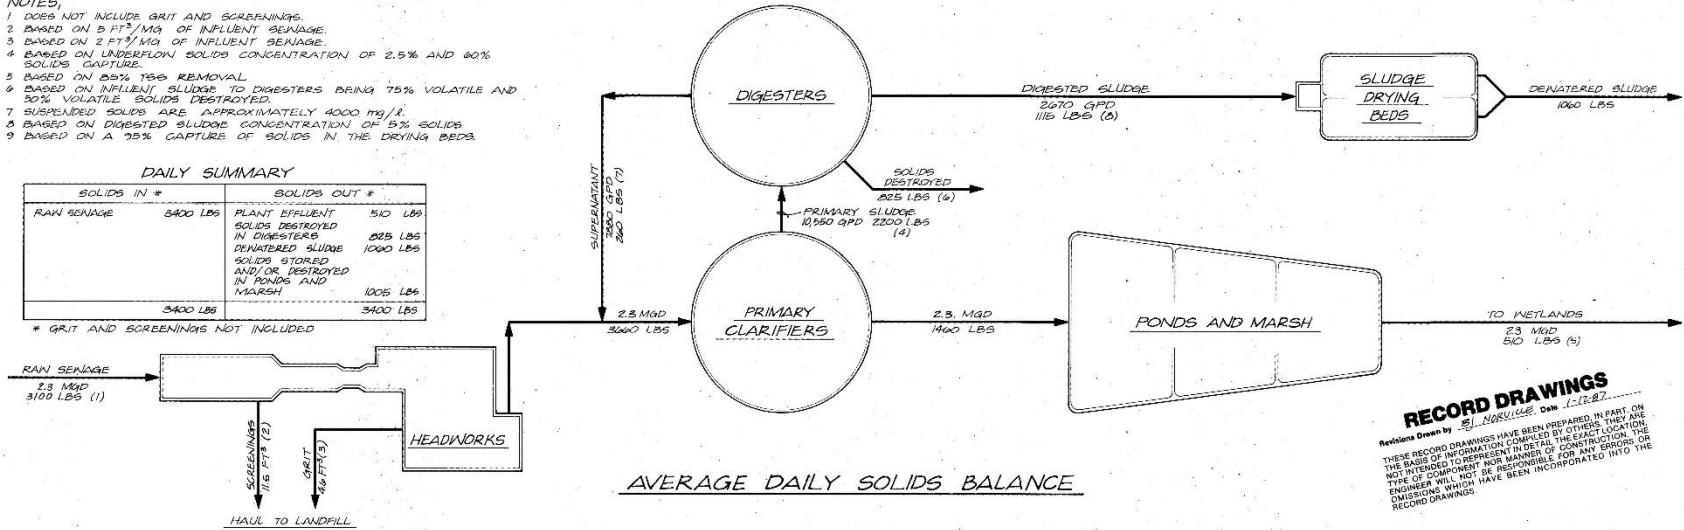 NOTES,
1 DOES NOT INCLUDE GRIT AND SCREENINGS.
2 BASED ON 5 FT³/MG OF INFLUENT SEWAGE.
3 BASED ON 2 FT³/MG OF INFLUENT SEWAGE.
4 BASED ON UNDERFLOW SOLIDS CONCENTRATION OF 2.5% AND 60%
SOLIDS CAPTURE.
5 BASED ON 85% TSS REMOVAL
6 BASED ON INFLUENT SLUDGE TO DIGESTERS BEING 75% VOLATILE AND
50% VOLATILE SOLIDS DESTROYED.
7 SUSPENDED SOLIDS ARE APPROXIMATELY 4000 mg/l.
8 BASED ON DIGESTED SLUDGE CONCENTRATION OF 5% SOLIDS
9 BASED ON A 95% CAPTURE OF SOLIDS IN THE DRYING BEDS.
DAILY SUMMARY
SOLIDS IN * SOLIDS OUT *
RAW SEWAGE 3400 LBS PLANT EFFLUENT 510 LBS
SOLIDS DESTROYED
IN DIGESTERS 825 LBS
DEWATERED SLUDGE 1060 LBS
SOLIDS STORED
AND/OR DESTROYED
IN PONDS AND
MARSH 1005 LBS
3400 LBS 3400 LBS
* GRIT AND SCREENINGS NOT INCLUDED
RAW SEWAGE
2.3 MGD
3400 LBS (1)
SCREENINGS
11.5 FT³ (2)
GRIT
4.6 FT³ (3)
HEADWORKS
HAUL TO LANDFILL
SUPERNATANT
7880 GPD
260 LBS (7)
2.3 MGD
3660 LBS
DIGESTERS
PRIMARY SLUDGE
10,550 GPD 2200 LBS
(4)
PRIMARY
CLARIFIERS
SOLIDS
DESTROYED
825 LBS (6)
DIGESTED SLUDGE
2670 GPD
1115 LBS (8)
SLUDGE
DRYING
BEDS
DEWATERED SLUDGE
1060 LBS
2.3 MGD
1460 LBS
PONDS AND MARSH
TO WETLANDS
2.3 MGD
510 LBS (5)
AVERAGE DAILY SOLIDS BALANCE
RECORD DRAWINGS
Revisions Drawn by BJ NORVILLE Date 1-12-87
THESE RECORD DRAWINGS HAVE BEEN PREPARED, IN PART, ON
THE BASIS OF INFORMATION COMPILED BY OTHERS. THEY ARE
NOT INTENDED TO REPRESENT IN DETAIL THE EXACT LOCATION,
TYPE OF COMPONENT NOR MANNER OF CONSTRUCTION. THE
ENGINEER WILL NOT BE RESPONSIBLE FOR ANY ERRORS OR
OMISSIONS WHICH HAVE BEEN INCORPORATED INTO THE
RECORD DRAWINGS.